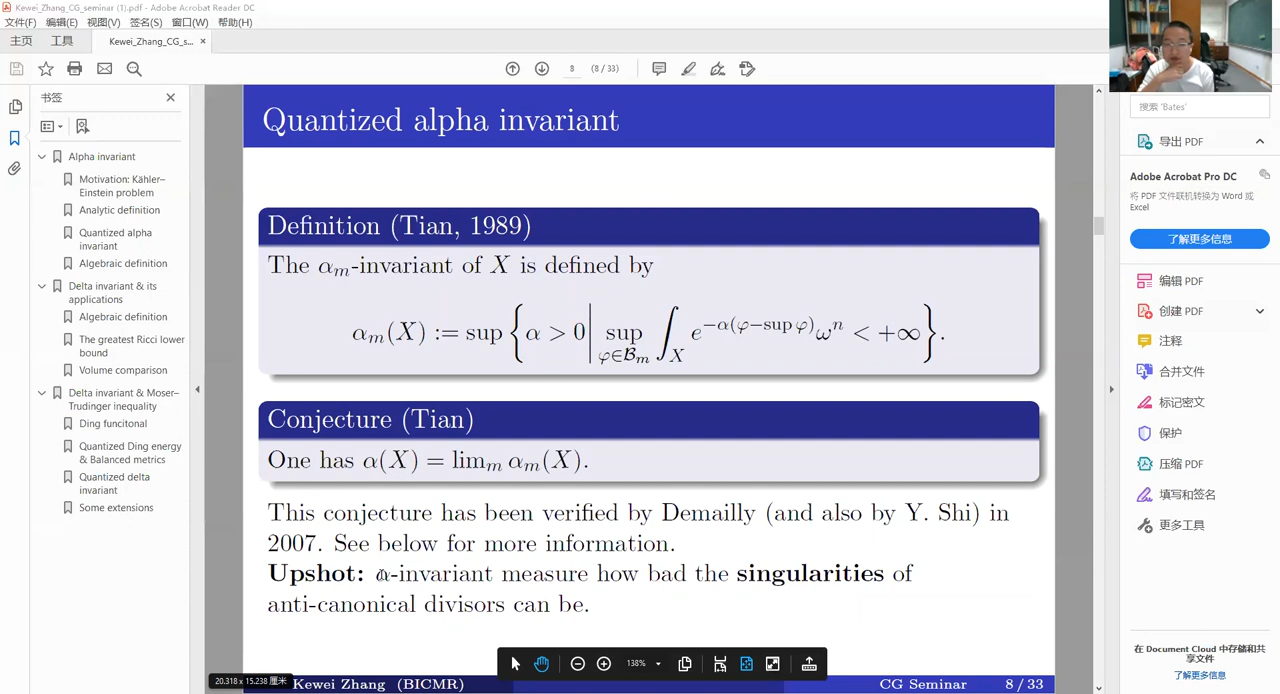 Kewei_Zhang_CG_seminar (1).pdf - Adobe Acrobat Reader DC
文件(F) 编辑(E) 视图(V) 签名(S) 窗口(W) 帮助(H)
主页 工具 Kewei_Zhang_CG_s... ×
8 (8 / 33)
书签
Alpha invariant
Motivation: Kähler–
Einstein problem
Analytic definition
Quantized alpha
invariant
Algebraic definition
Delta invariant & its
applications
Algebraic definition
The greatest Ricci lower
bound
Volume comparison
Delta invariant & Moser–
Trudinger inequality
Ding funcitonal
Quantized Ding energy
& Balanced metrics
Quantized delta
invariant
Some extensions
Quantized alpha invariant
Definition (Tian, 1989)
The αₘ-invariant of X is defined by
αₘ(X) := sup { α > 0 | sup_{φ∈ℬₘ} ∫_X e^{−α(φ−sup φ)} ωⁿ < +∞ }.
Conjecture (Tian)
One has α(X) = limₘ αₘ(X).
This conjecture has been verified by Demailly (and also by Y. Shi) in
2007. See below for more information.
Upshot: α-invariant measure how bad the singularities of
anti-canonical divisors can be.
138%
20.318 x 15.238 厘米
Kewei Zhang (BICMR) CG Seminar 8 / 33
搜索 'Bates'
导出 PDF
Adobe Acrobat Pro DC
将 PDF 文件联机转换为 Word 或
Excel
了解更多信息
编辑 PDF
创建 PDF
注释
合并文件
标记密文
保护
压缩 PDF
填写和签名
更多工具
在 Document Cloud 中存储和共
享文件
了解更多信息